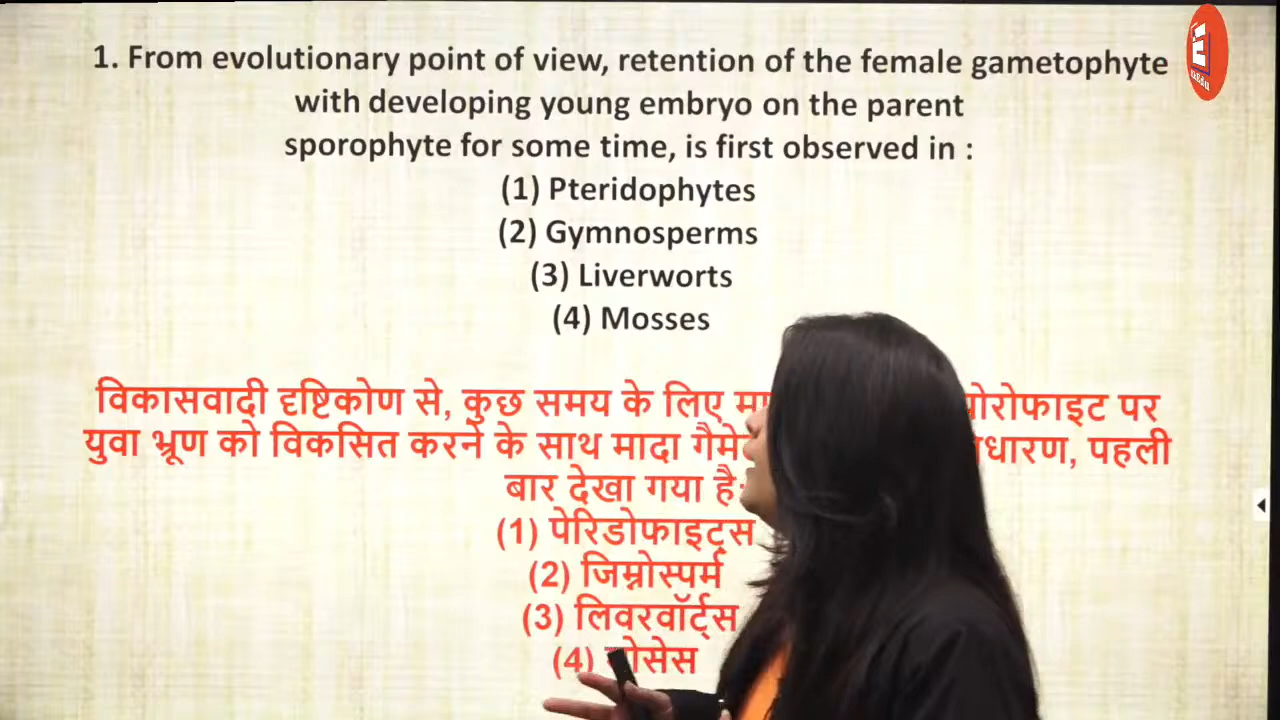 1. From evolutionary point of view, retention of the female gametophyte
with developing young embryo on the parent
sporophyte for some time, is first observed in :
(1) Pteridophytes
(2) Gymnosperms
(3) Liverworts
(4) Mosses
विकासवादी दृष्टिकोण से, कुछ समय के लिए पर
युवा भ्रूण को विकसित करने के साथ मादा पहली
बार देखा गया है
(1) पेरिडोफाइट्स
(2) जिम्नोस्पर्म
(3) लिवरवॉर्ट्स
(4)